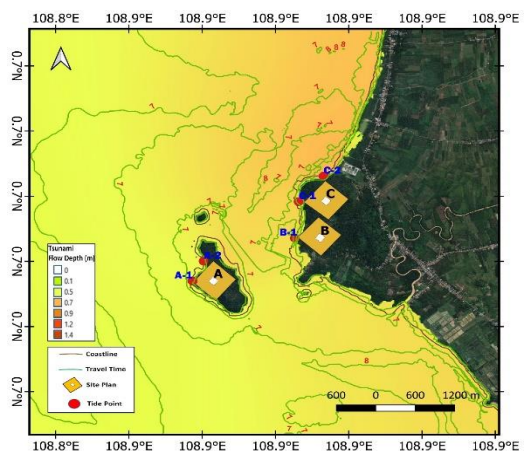 108.8°E 108.9°E 108.9°E 108.9°E 108.9°E 108.9°E 108.9°E
0.7°N 0.7°N
0.7°N 0.7°N
0.7°N 0.7°N
0.7°N 0.7°N
0.7°N 0.7°N
0.7°N 0.7°N
C-2
C
B-1
B
A-2
A-1
A
Tsunami
Flow Depth [m]
0
0.1
0.5
0.7
0.9
1.2
1.4
Coastline
Travel Time
Site Plan
Tide Point
600 0 600 1200 m
108.8°E 108.9°E 108.9°E 108.9°E 108.9°E 108.9°E 108.9°E